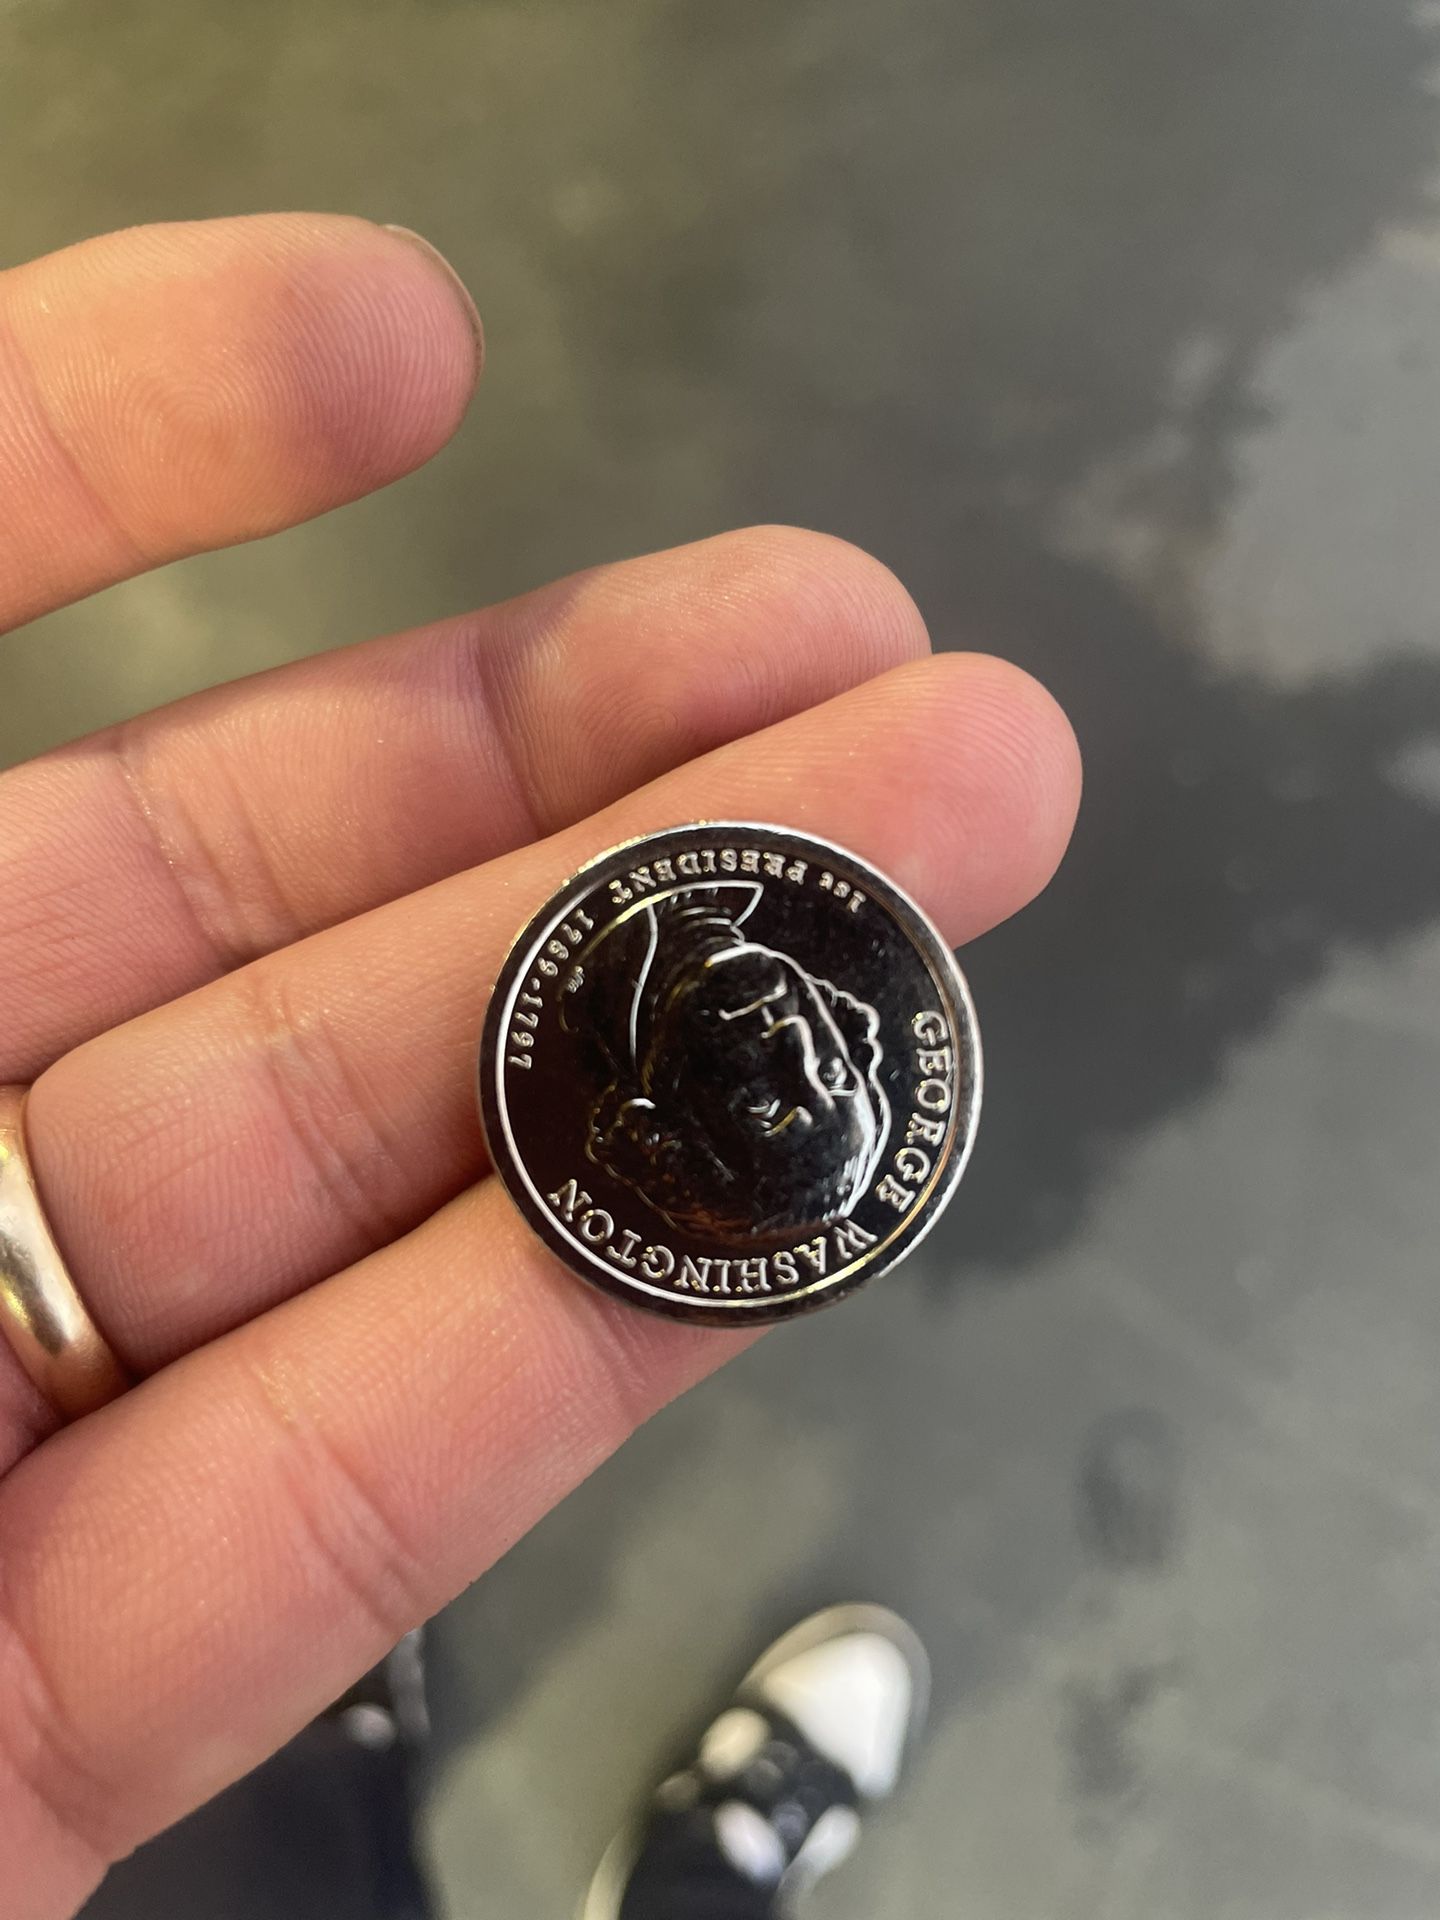 GEORGE WASHINGTON
1st PRESIDENT 1789-1797